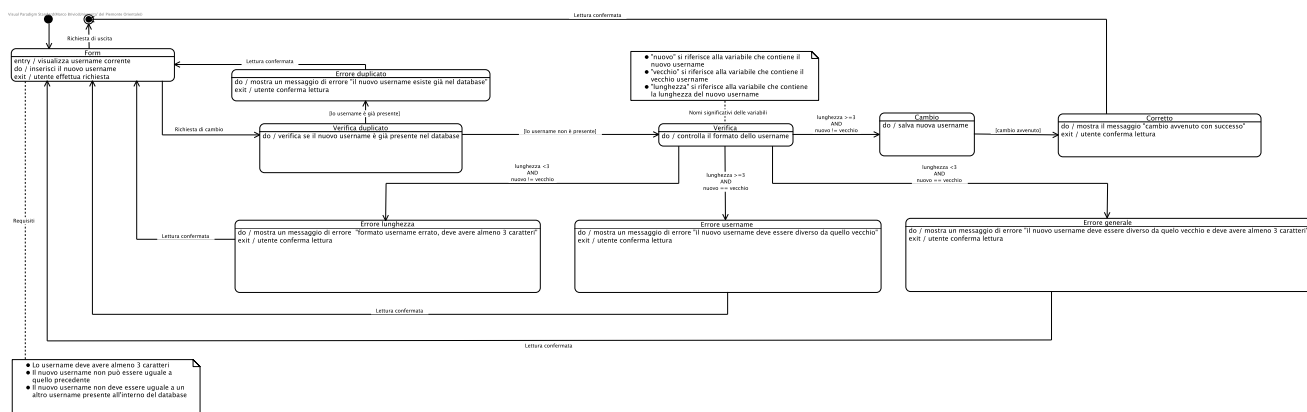 Lettura confermata
Richiesta di uscita
Form
entry / visualizza username corrente
do / inserisci il nuovo username
exit / utente effettua richiesta
Lettura confermata
Errore duplicato
do / mostra un messaggio di errore "il nuovo username esiste già nel database"
exit / utente conferma lettura
● "nuovo" si riferisce alla variabile che contiene il
nuovo username
● "vecchio" si riferisce alla variabile che contiene il
vecchio username
● "lunghezza" si riferisce alla variabile che contiene
la lunghezza del nuovo username
[lo username è già presente]
Nomi significativi delle variabili
Richiesta di cambio
Verifica duplicato
do / verifica se il nuovo username è già presente nel database
[lo username non è presente]
Verifica
do / controlla il formato dello username
lunghezza >=3
AND
nuovo != vecchio
Cambio
do / salva nuova username
[cambio avvenuto]
Corretto
do / mostra il messaggio "cambio avvenuto con successo"
exit / utente conferma lettura
lunghezza <3
AND
nuovo != vecchio
lunghezza >=3
AND
nuovo == vecchio
lunghezza <3
AND
nuovo == vecchio
Requisiti
Lettura confermata
Errore lunghezza
do / mostra un messaggio di errore "formato username errato, deve avere almeno 3 caratteri"
exit / utente conferma lettura
Errore username
do / mostra un messaggio di errore "il nuovo username deve essere diverso da quello vecchio"
exit / utente conferma lettura
Errore generale
do / mostra un messaggio di errore "il nuovo username deve essere diverso da quelo vecchio e deve avere almeno 3 caratteri"
exit / utente conferma lettura
Lettura confermata
Lettura confermata
● Lo username deve avere almeno 3 caratteri
● Il nuovo username non può essere uguale a
quello precedente
● Il nuovo username non deve essere uguale a un
altro username presente all'interno del database